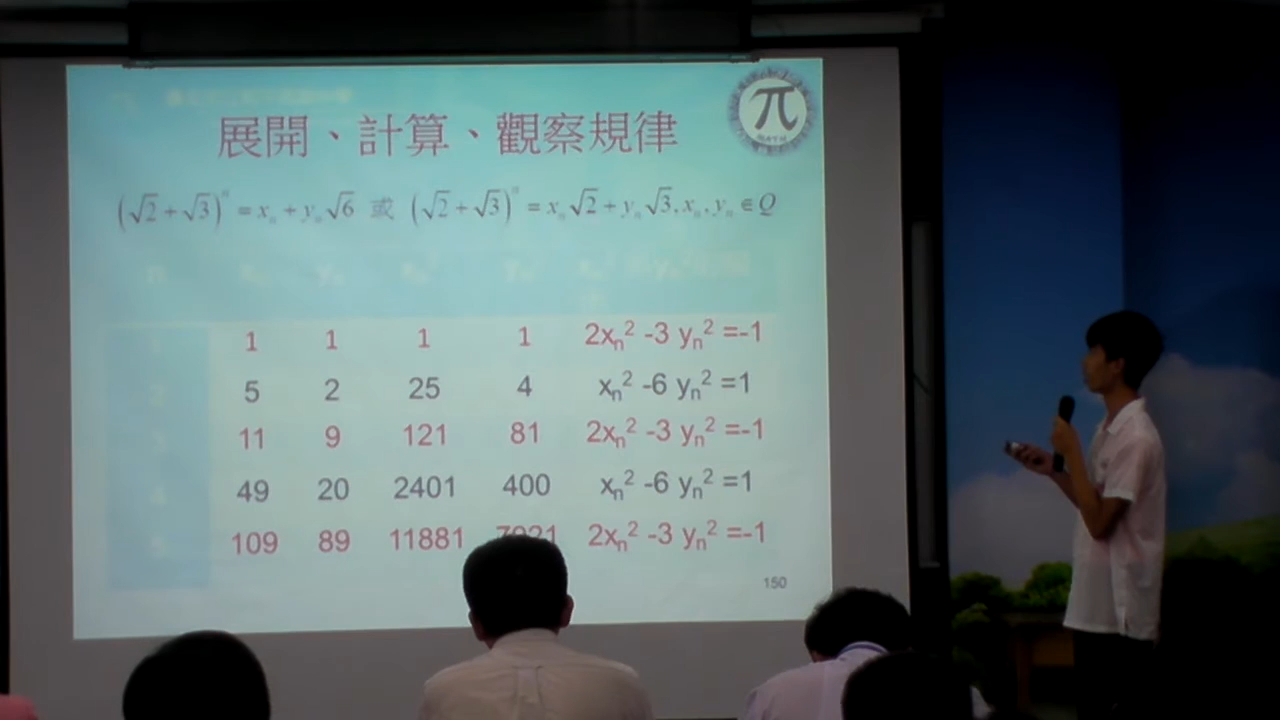 展開、計算、觀察規律
π
(√2+√3)ⁿ = xₙ + yₙ√6 或 (√2+√3)ⁿ = xₙ√2 + yₙ√3, xₙ, yₙ ∈ Q
1 1 1 1 2xₙ² -3 yₙ² =-1
5 2 25 4 xₙ² -6 yₙ² =1
11 9 121 81 2xₙ² -3 yₙ² =-1
49 20 2401 400 xₙ² -6 yₙ² =1
109 89 11881 2xₙ² -3 yₙ² =-1
150